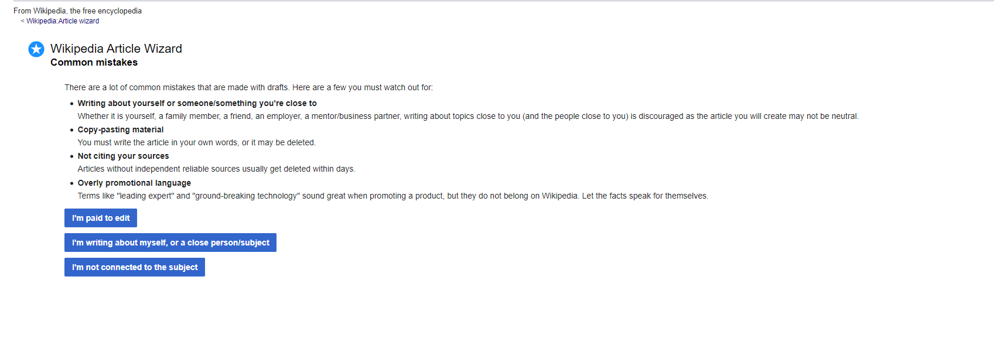 From Wikipedia, the free encyclopedia
< Wikipedia:Article wizard
Wikipedia Article Wizard
Common mistakes
There are a lot of common mistakes that are made with drafts. Here are a few you must watch out for:
• Writing about yourself or someone/something you're close to
Whether it is yourself, a family member, a friend, an employer, a mentor/business partner, writing about topics close to you (and the people close to you) is discouraged as the article you will create may not be neutral.
• Copy-pasting material
You must write the article in your own words, or it may be deleted.
• Not citing your sources
Articles without independent reliable sources usually get deleted within days.
• Overly promotional language
Terms like "leading expert" and "ground-breaking technology" sound great when promoting a product, but they do not belong on Wikipedia. Let the facts speak for themselves.
I'm paid to edit
I'm writing about myself, or a close person/subject
I'm not connected to the subject